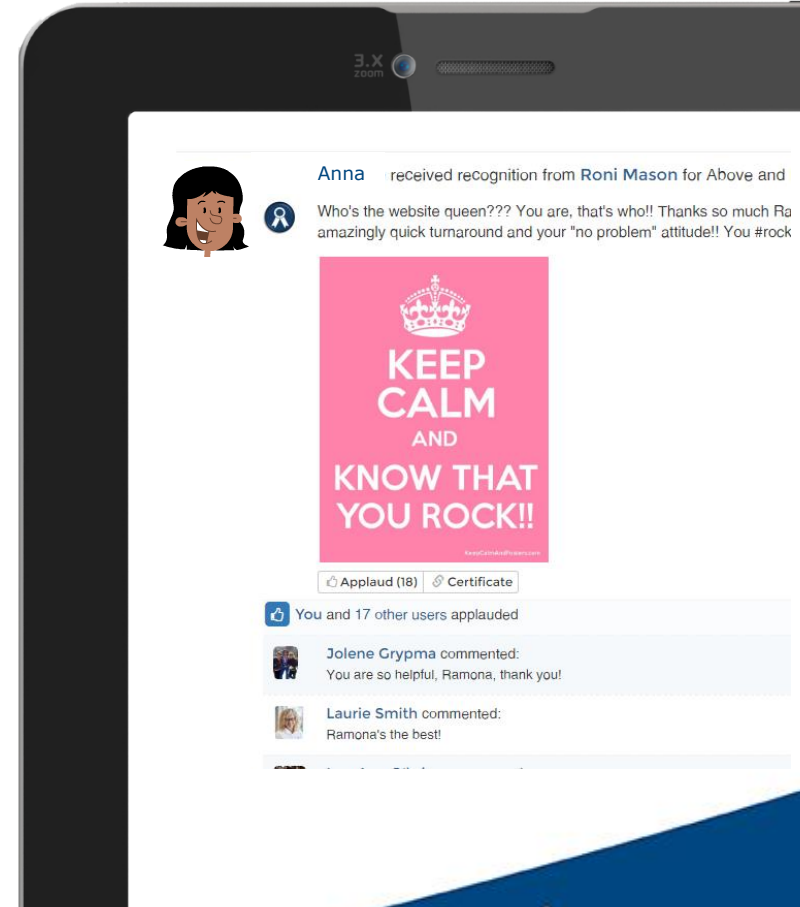 3.X
zoom
Anna received recognition from Roni Mason for Above and
Who's the website queen??? You are, that's who!! Thanks so much Ra
amazingly quick turnaround and your "no problem" attitude!! You #rock
KEEP
CALM
AND
KNOW THAT
YOU ROCK!!
KeepCalmAndPosters.com
Applaud (18) Certificate
You and 17 other users applauded
Jolene Grypma commented:
You are so helpful, Ramona, thank you!
Laurie Smith commented:
Ramona's the best!